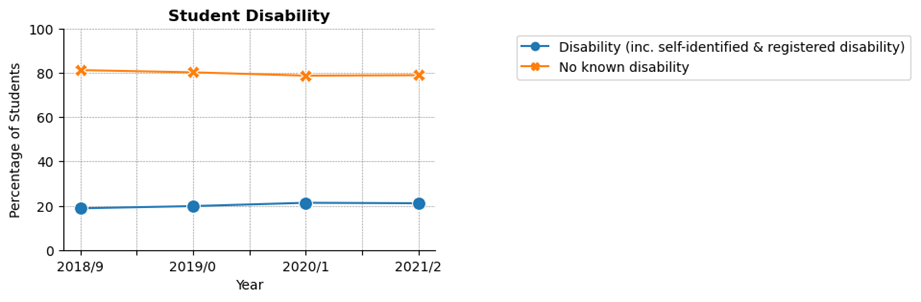 Student Disability
100
80
60
40
20
0
Percentage of Students
2018/9 2019/0 2020/1 2021/2
Year
Disability (inc. self-identified & registered disability)
No known disability